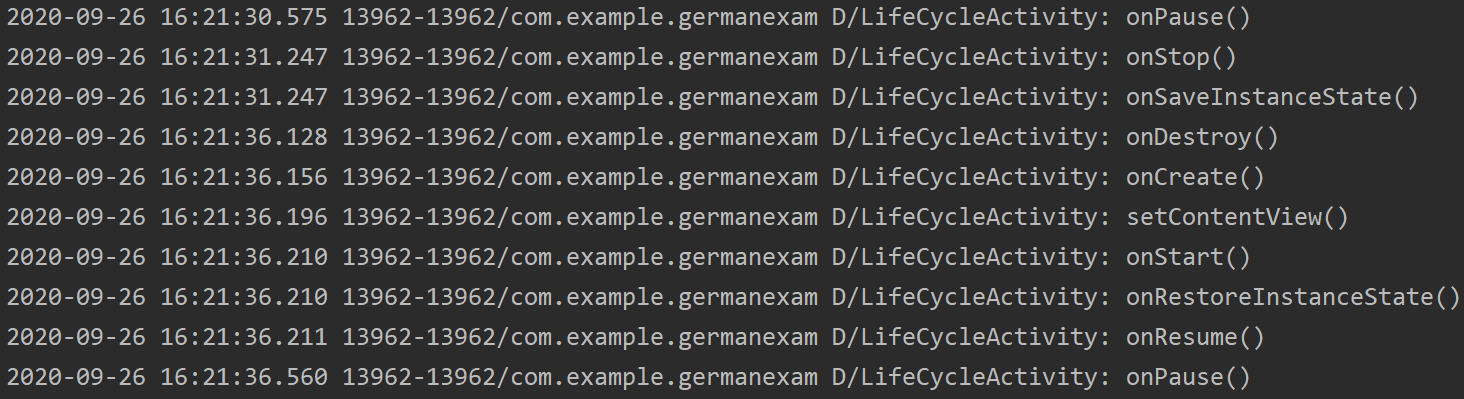 2020-09-26 16:21:30.575 13962-13962/com.example.germanexam D/LifeCycleActivity: onPause()
2020-09-26 16:21:31.247 13962-13962/com.example.germanexam D/LifeCycleActivity: onStop()
2020-09-26 16:21:31.247 13962-13962/com.example.germanexam D/LifeCycleActivity: onSaveInstanceState()
2020-09-26 16:21:36.128 13962-13962/com.example.germanexam D/LifeCycleActivity: onDestroy()
2020-09-26 16:21:36.156 13962-13962/com.example.germanexam D/LifeCycleActivity: onCreate()
2020-09-26 16:21:36.196 13962-13962/com.example.germanexam D/LifeCycleActivity: setContentView()
2020-09-26 16:21:36.210 13962-13962/com.example.germanexam D/LifeCycleActivity: onStart()
2020-09-26 16:21:36.210 13962-13962/com.example.germanexam D/LifeCycleActivity: onRestoreInstanceState()
2020-09-26 16:21:36.211 13962-13962/com.example.germanexam D/LifeCycleActivity: onResume()
2020-09-26 16:21:36.560 13962-13962/com.example.germanexam D/LifeCycleActivity: onPause()